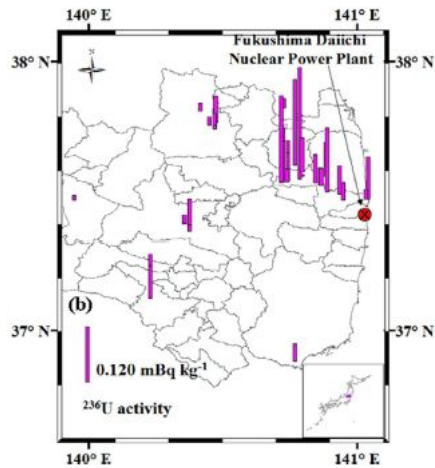 140° E
141° E
Fukushima Daiichi
Nuclear Power Plant
38° N
38° N
N
(b)
37° N
37° N
0.120 mBq kg⁻¹
²³⁶U activity
140° E
141° E